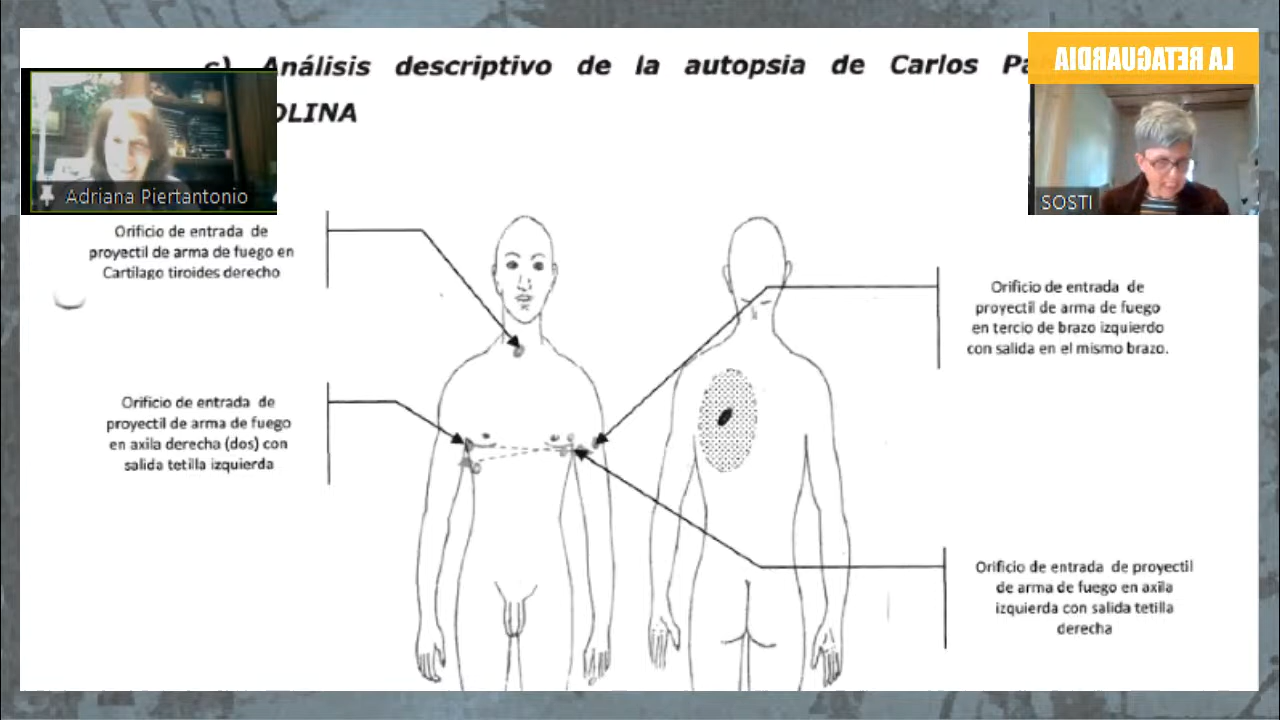 c) Análisis descriptivo de la autopsia de Carlos
OLINA
LA RETAGUARDIA
Adriana Piertantonio
SOSTI
Orificio de entrada de
proyectil de arma de fuego en
Cartilago tiroides derecho
Orificio de entrada de
proyectil de arma de fuego
en tercio de brazo izquierdo
con salida en el mismo brazo.
Orificio de entrada de
proyectil de arma de fuego
en axila derecha (dos) con
salida tetilla izquierda
Orificio de entrada de proyectil
de arma de fuego en axila
izquierda con salida tetilla
derecha